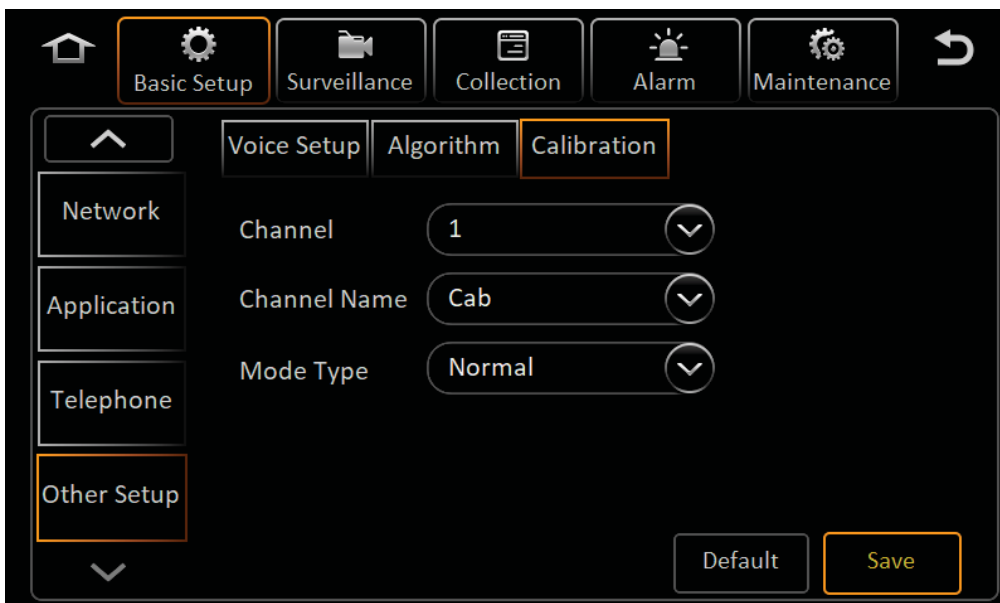 Basic Setup
Surveillance
Collection
Alarm
Maintenance
Voice Setup
Algorithm
Calibration
Network
Application
Telephone
Other Setup
Channel 1
Channel Name Cab
Mode Type Normal
Default
Save